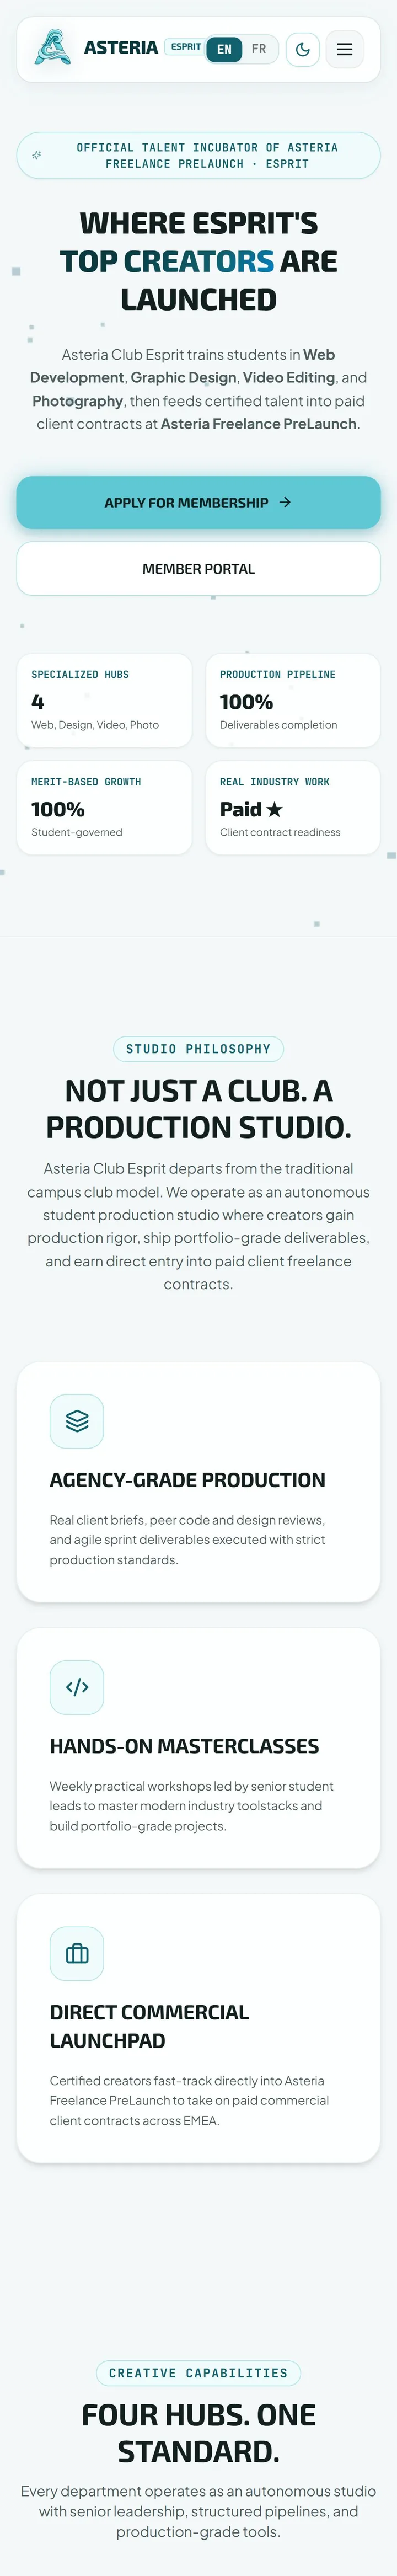 ASTERIA ESPRIT EN FR
OFFICIAL TALENT INCUBATOR OF ASTERIA
FREELANCE PRELAUNCH · ESPRIT
WHERE ESPRIT'S
TOP CREATORS ARE
LAUNCHED
Asteria Club Esprit trains students in Web
Development, Graphic Design, Video Editing, and
Photography, then feeds certified talent into paid
client contracts at Asteria Freelance PreLaunch.
APPLY FOR MEMBERSHIP →
MEMBER PORTAL
SPECIALIZED HUBS
4
Web, Design, Video, Photo
PRODUCTION PIPELINE
100%
Deliverables completion
MERIT-BASED GROWTH
100%
Student-governed
REAL INDUSTRY WORK
Paid ★
Client contract readiness
STUDIO PHILOSOPHY
NOT JUST A CLUB. A
PRODUCTION STUDIO.
Asteria Club Esprit departs from the traditional
campus club model. We operate as an autonomous
student production studio where creators gain
production rigor, ship portfolio-grade deliverables,
and earn direct entry into paid client freelance
contracts.
AGENCY-GRADE PRODUCTION
Real client briefs, peer code and design reviews,
and agile sprint deliverables executed with strict
production standards.
HANDS-ON MASTERCLASSES
Weekly practical workshops led by senior student
leads to master modern industry toolstacks and
build portfolio-grade projects.
DIRECT COMMERCIAL
LAUNCHPAD
Certified creators fast-track directly into Asteria
Freelance PreLaunch to take on paid commercial
client contracts across EMEA.
CREATIVE CAPABILITIES
FOUR HUBS. ONE
STANDARD.
Every department operates as an autonomous studio
with senior leadership, structured pipelines, and
production-grade tools.